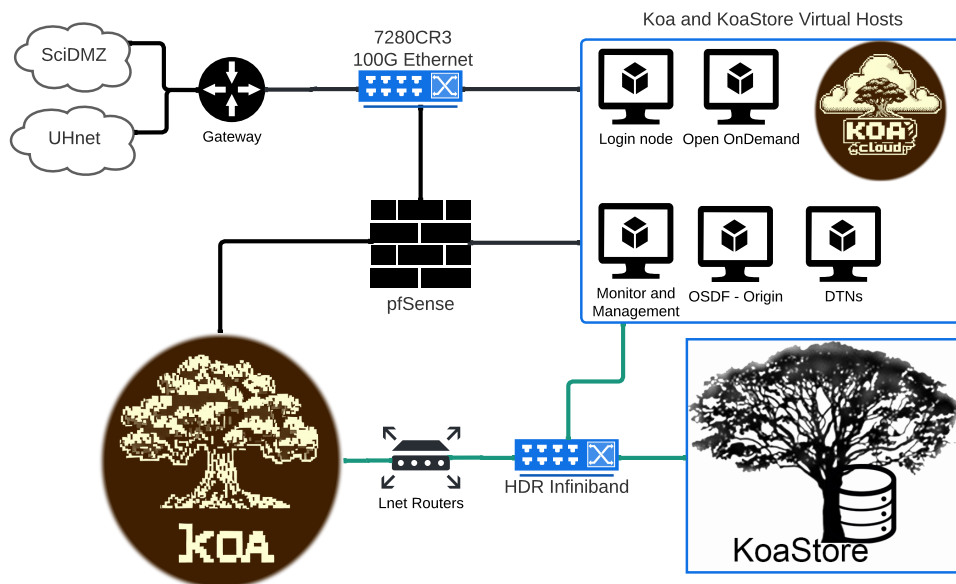 Koa and KoaStore Virtual Hosts
SciDMZ
7280CR3
100G Ethernet
UHnet
Gateway
Login node
Open OnDemand
KOA
cloud
pfSense
Monitor and
Management
OSDF - Origin
DTNs
Lnet Routers
HDR Infiniband
KOA
KoaStore